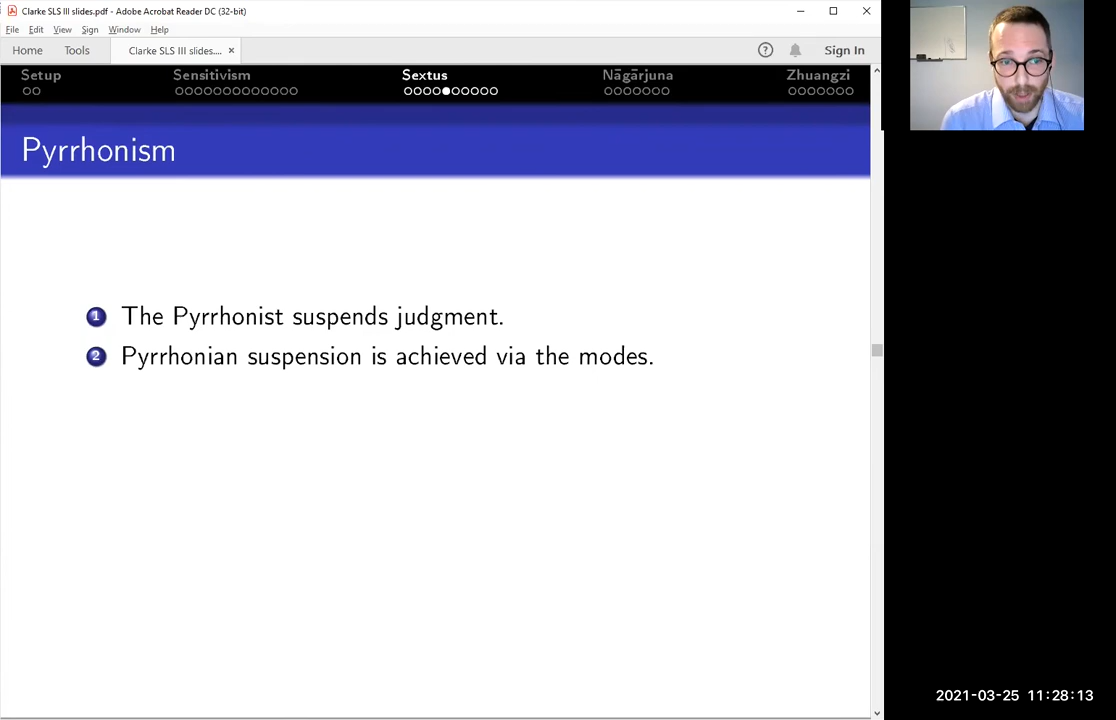 Clarke SLS III slides.pdf - Adobe Acrobat Reader DC (32-bit)
File Edit View Sign Window Help
Home Tools Clarke SLS III slides.... × Sign In
Setup Sensitivism Sextus Nāgārjuna Zhuangzi
Pyrrhonism
1 The Pyrrhonist suspends judgment.
2 Pyrrhonian suspension is achieved via the modes.
2021-03-25 11:28:13